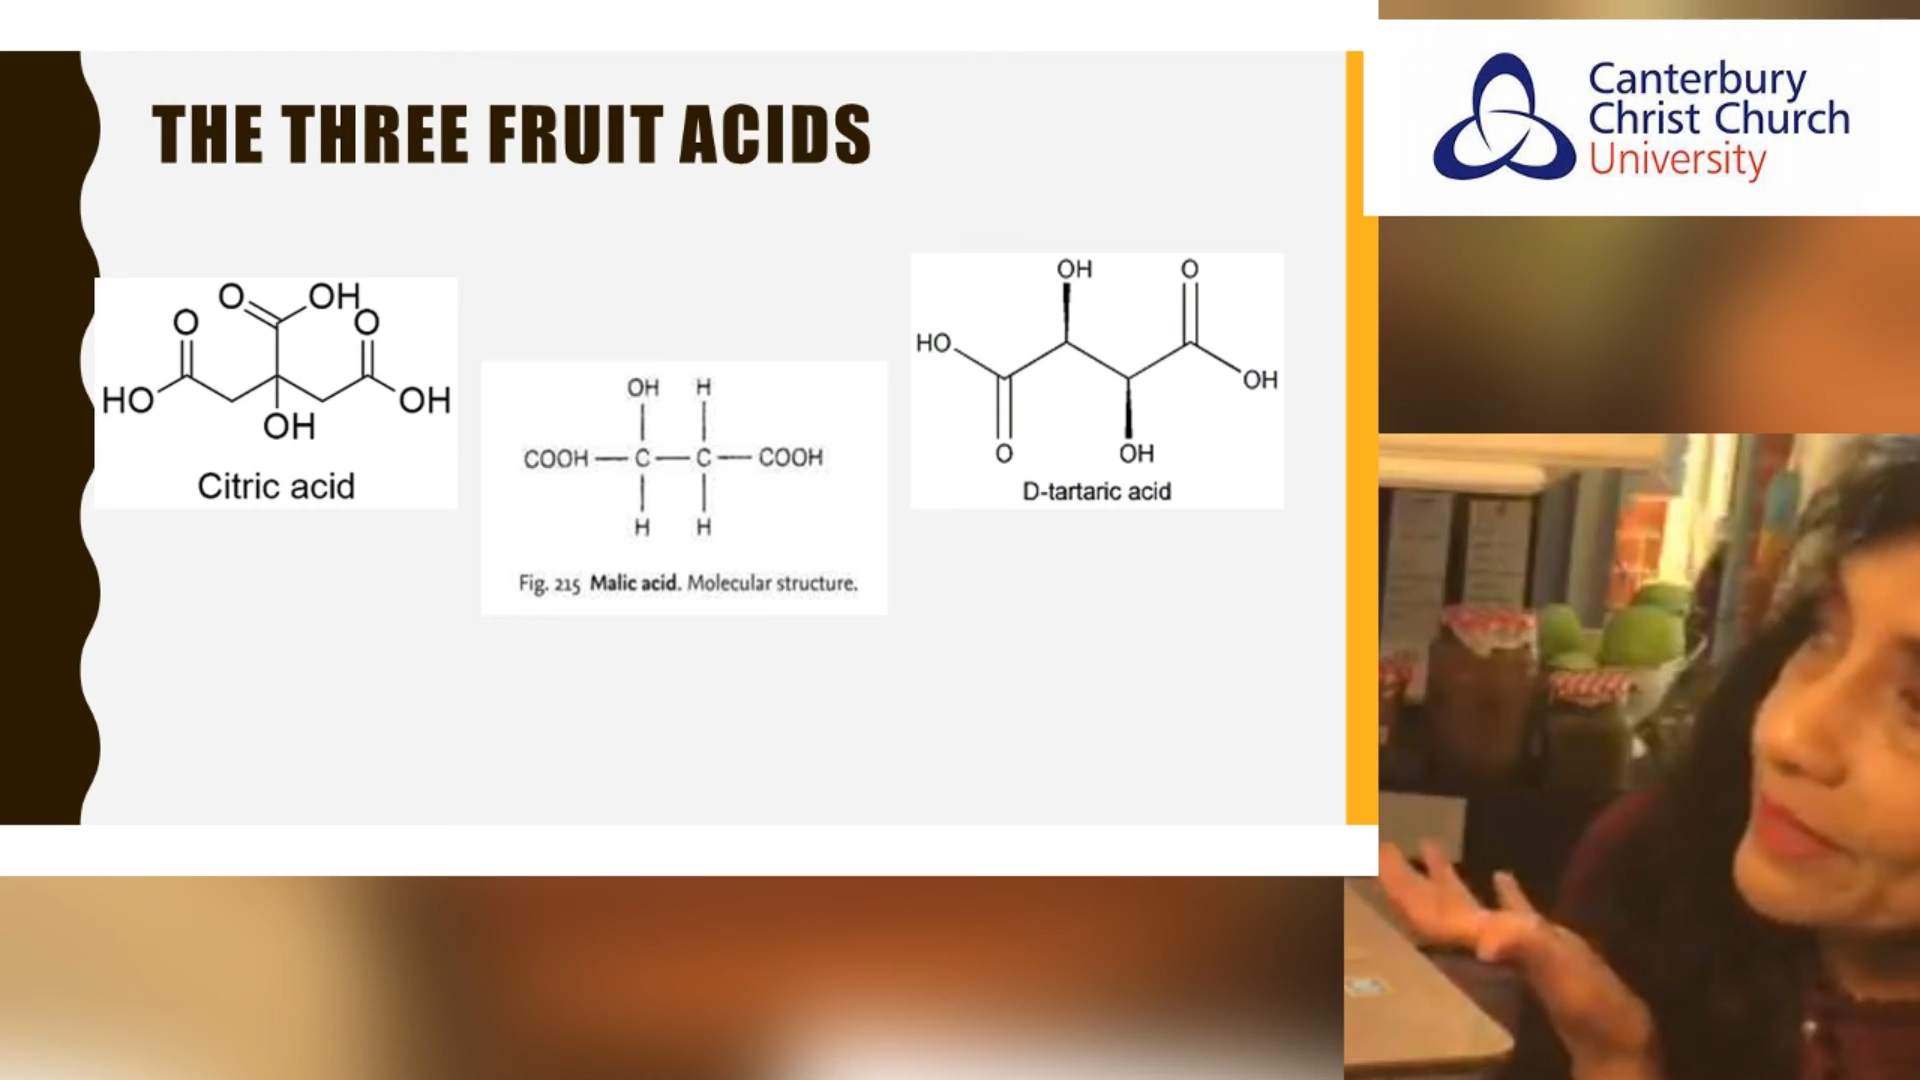 THE THREE FRUIT ACIDS
Canterbury
Christ Church
University
O OH
O O
HO OH
OH
Citric acid
OH H
COOH C C COOH
H H
Fig. 215 Malic acid. Molecular structure.
OH O
HO
OH
O OH
D-tartaric acid